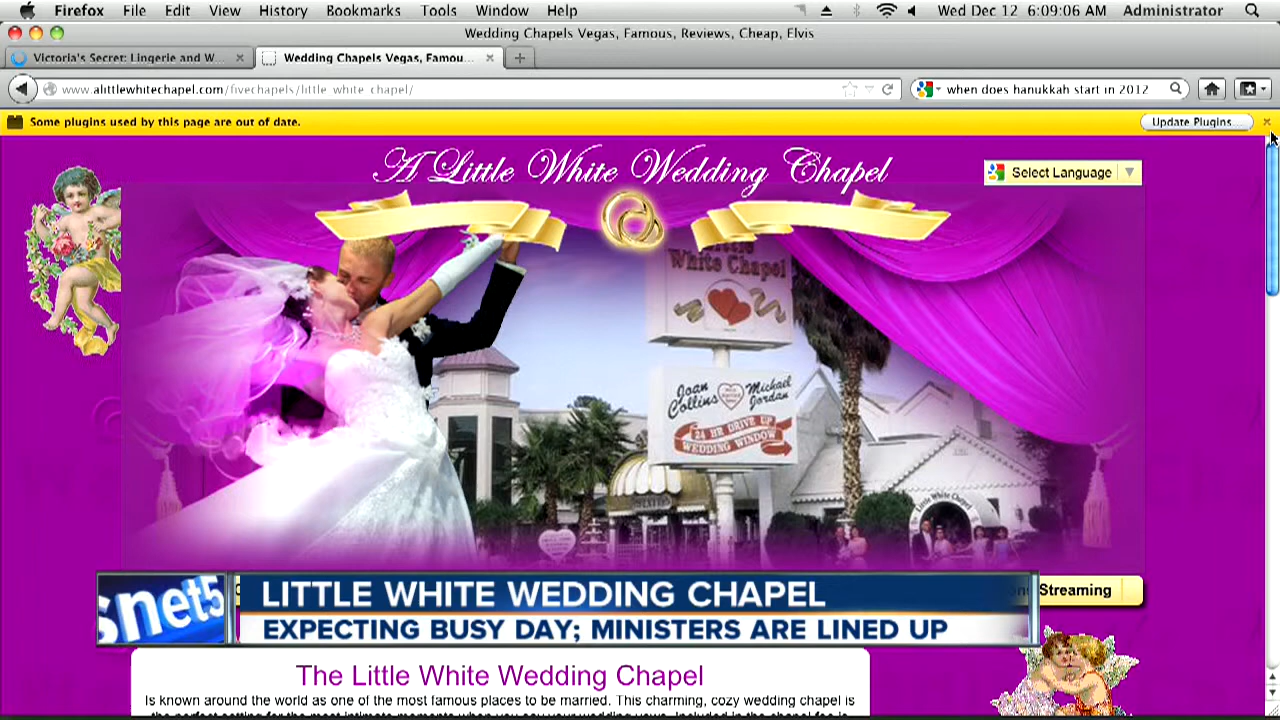 Firefox File Edit View History Bookmarks Tools Window Help Wed Dec 12 6:09:06 AM Administrator
Wedding Chapels Vegas, Famous, Reviews, Cheap, Elvis
Victoria's Secret: Lingerie and W... Wedding Chapels Vegas, Famou...
www.alittlewhitechapel.com/fivechapels/little_white_chapel/ when does hanukkah start in 2012
Some plugins used by this page are out of date. Update Plugins...
A Little White Wedding Chapel
Select Language
White Chapel
Joan Collins Michael Jordan
24 HR DRIVE UP
WEDDING WINDOW
Little White Chapel
Streaming
snet5
LITTLE WHITE WEDDING CHAPEL
EXPECTING BUSY DAY; MINISTERS ARE LINED UP
The Little White Wedding Chapel
Is known around the world as one of the most famous places to be married. This charming, cozy wedding chapel is